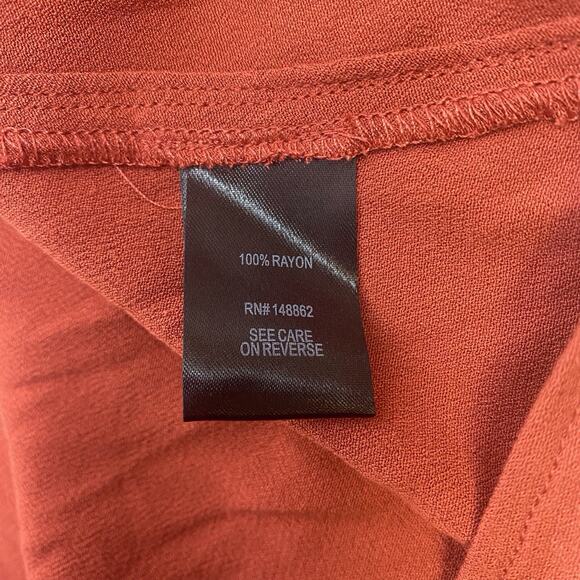 100% RAYON
RN# 148862
SEE CARE
ON REVERSE